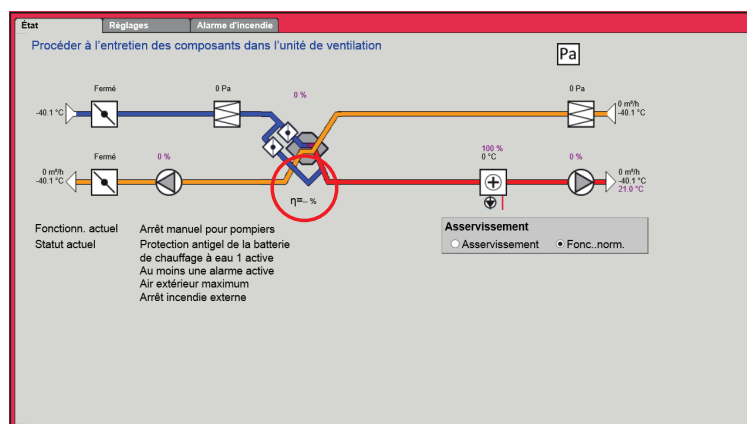 État
Réglages
Alarme d'incendie
Procéder à l'entretien des composants dans l'unité de ventilation
Pa
Fermé
0 Pa
0 %
0 Pa
-40.1 °C
0 m³/h
-40.1 °C
Fermé
0 %
100 %
0 °C
0 %
0 m³/h
-40.1 °C
0 m³/h
-40.1 °C
21.0 °C
η=-- %
Fonctionn. actuel
Arrêt manuel pour pompiers
Statut actuel
Protection antigel de la batterie
de chauffage à eau 1 active
Au moins une alarme active
Air extérieur maximum
Arrêt incendie externe
Asservissement
Asservissement
Fonc..norm.